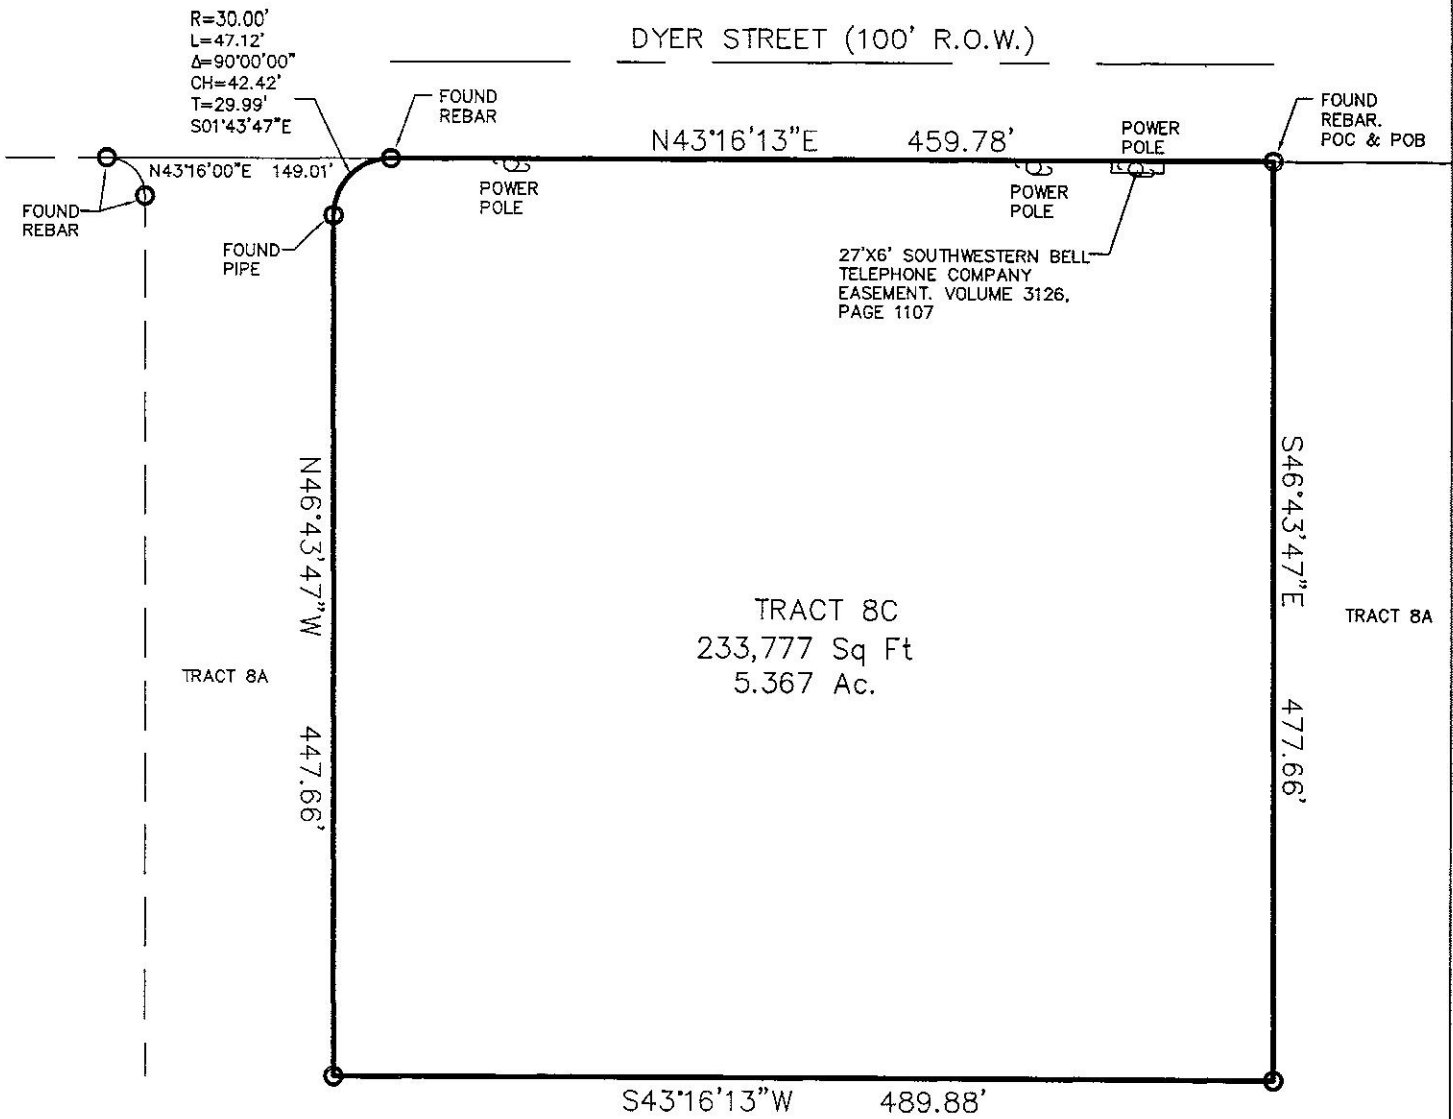 R=30.00'
L=47.12'
Δ=90°00'00"
CH=42.42'
T=29.99'
S01°43'47"E
DYER STREET (100' R.O.W.)
FOUND
REBAR
N43°16'13"E 459.78'
POWER
POLE
FOUND
REBAR.
POC & POB
N43°16'00"E 149.01'
FOUND
REBAR
POWER
POLE
POWER
POLE
FOUND
PIPE
27'X6' SOUTHWESTERN BELL
TELEPHONE COMPANY
EASEMENT. VOLUME 3126,
PAGE 1107
N46°43'47"W 447.66'
S46°43'47"E 477.66'
TRACT 8C
233,777 Sq Ft
5.367 Ac.
TRACT 8A
TRACT 8A
S43°16'13"W 489.88'